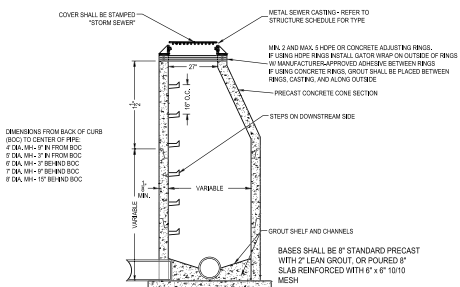 COVER SHALL BE STAMPED
"STORM SEWER"
METAL SEWER CASTING - REFER TO
STRUCTURE SCHEDULE FOR TYPE
27"
MIN. 2 AND MAX. 5 HDPE OR CONCRETE ADJUSTING RINGS.
IF USING HDPE RINGS INSTALL GATOR WRAP ON OUTSIDE OF RINGS
W/ MANUFACTURER-APPROVED ADHESIVE BETWEEN RINGS
IF USING CONCRETE RINGS, GROUT SHALL BE PLACED BETWEEN
RINGS, CASTING, AND ALONG OUTSIDE
PRECAST CONCRETE CONE SECTION
16" O.C.
STEPS ON DOWNSTREAM SIDE
DIMENSIONS FROM BACK OF CURB
(BOC) TO CENTER OF PIPE:
4' DIA. MH - 9" IN FROM BOC
5' DIA. MH - 3" IN FROM BOC
6' DIA. MH - 3" BEHIND BOC
7' DIA. MH - 9" BEHIND BOC
8' DIA. MH - 15" BEHIND BOC
MIN.
VARIABLE
VARIABLE
GROUT SHELF AND CHANNELS
BASES SHALL BE 8" STANDARD PRECAST
WITH 2" LEAN GROUT, OR POURED 8"
SLAB REINFORCED WITH 6" x 6" 10/10
MESH